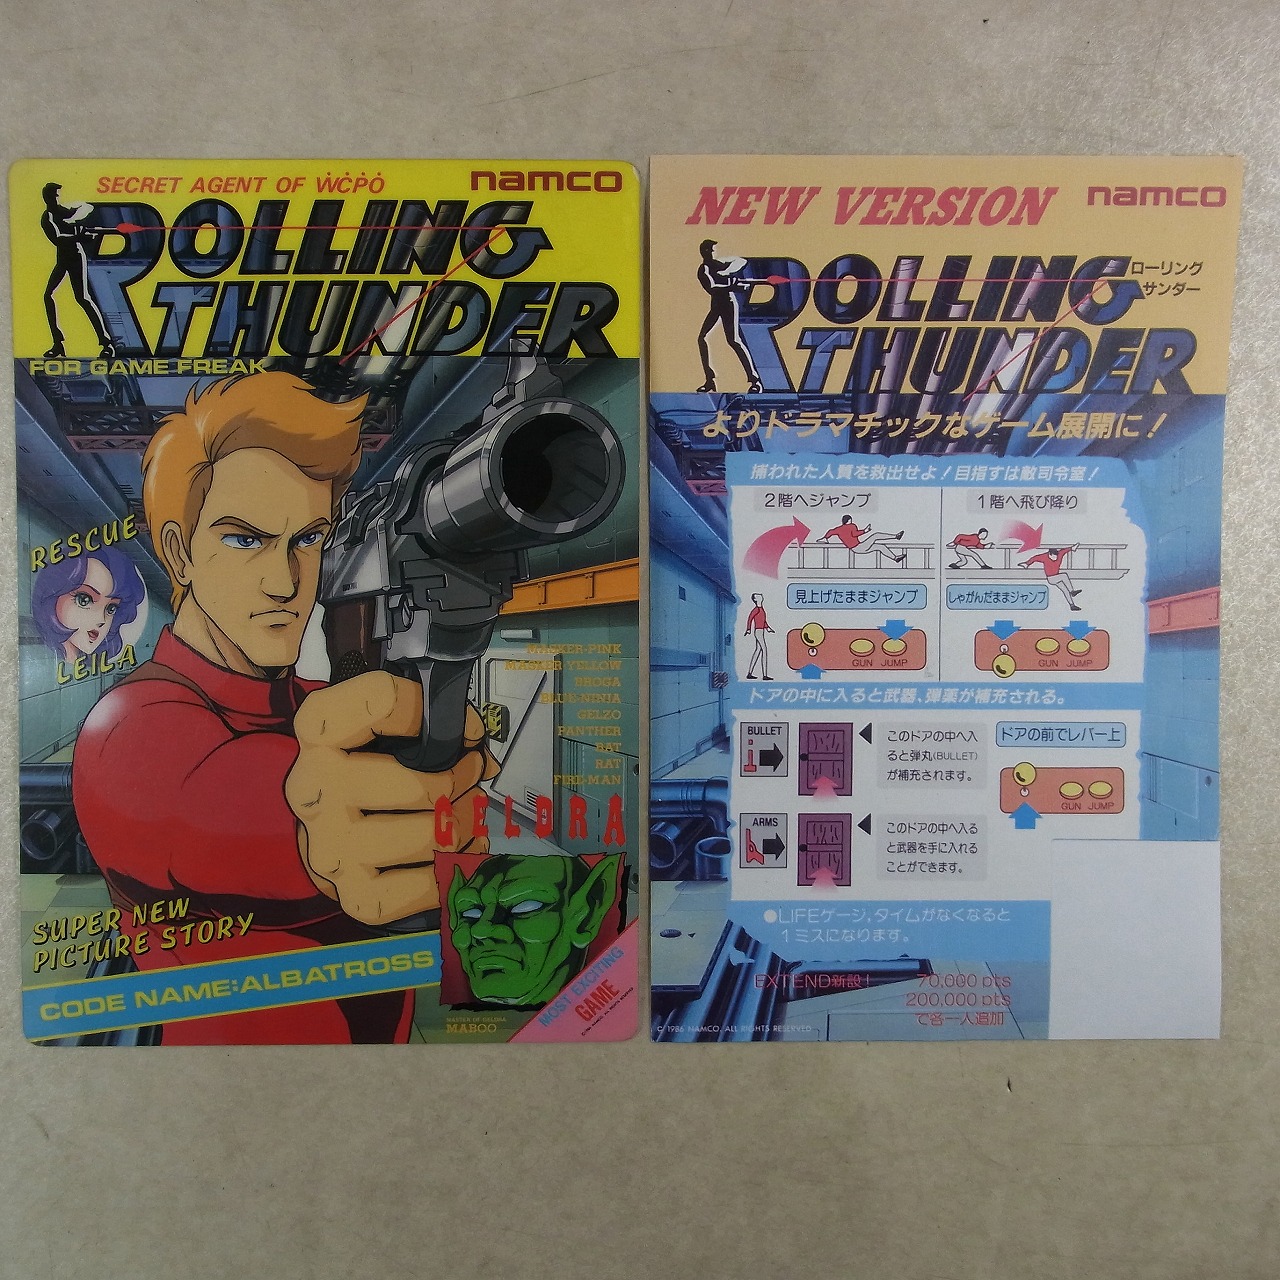 SECRET AGENT OF WCPO
namco
ROLLING
THUNDER
FOR GAME FREAK
RESCUE
LEILA
MASKER-PINK
MASKER YELLOW
BROGA
BLUE-NINJA
GELZO
PANTHER
BAT
RAT
FIRE-MAN
GELDRA
SUPER NEW
PICTURE STORY
CODE NAME:ALBATROSS
MASTER OF GELDRA
MABOO
MOST EXCITING
GAME
NEW VERSION
namco
ROLLING
THUNDER
ローリング
サンダー
よりドラマチックなゲーム展開に!
捕われた人質を救出せよ!目指すは敵司令室!
2階へジャンプ
1階へ飛び降り
見上げたままジャンプ
しゃがんだままジャンプ
GUN JUMP
GUN JUMP
ドアの中に入ると武器、弾薬が補充される。
BULLET
このドアの中へ入
ると弾丸(BULLET)
が補充されます。
ドアの前でレバー上
GUN JUMP
ARMS
このドアの中へ入る
と武器を手に入れる
ことができます。
●LIFEゲージ,タイムがなくなると
1ミスになります。
EXTEND新設! 70,000 pts
200,000 pts
で各一人追加
© 1986 NAMCO. ALL RIGHTS RESERVED